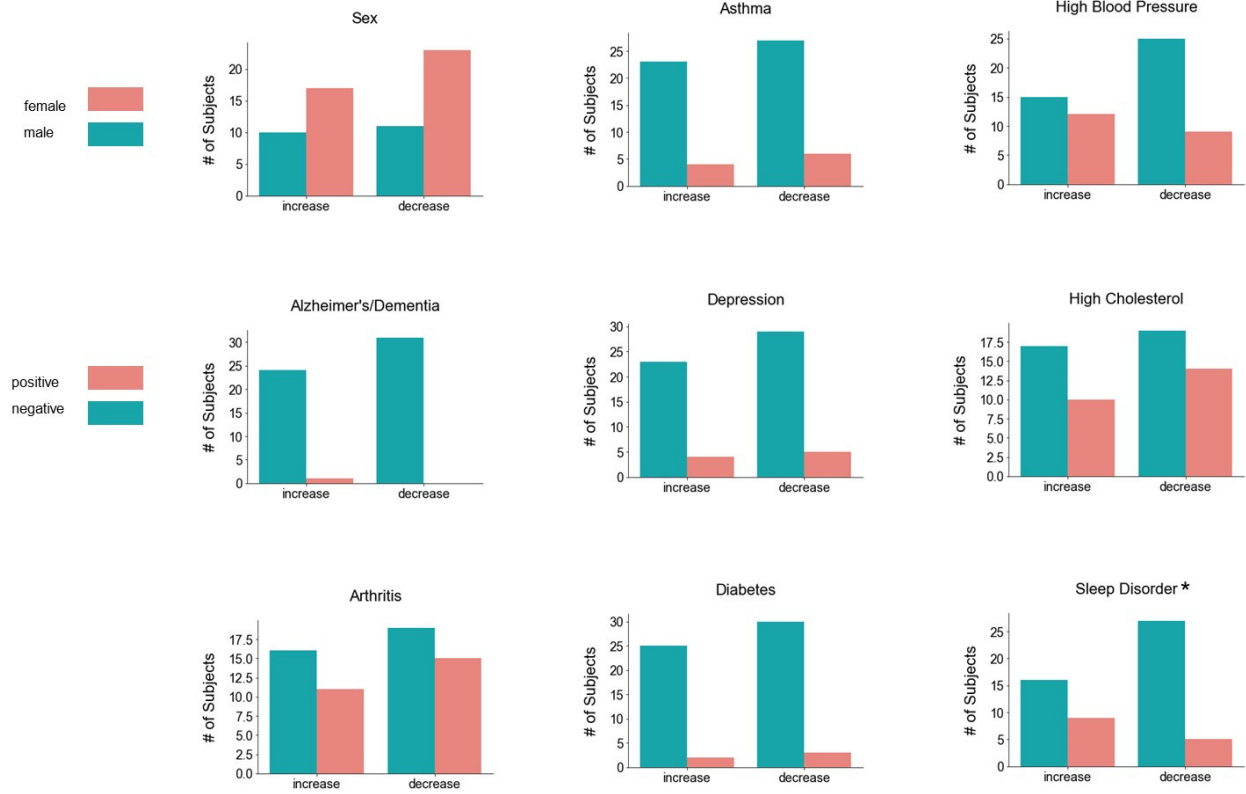 female
male
Sex
# of Subjects
0
5
10
15
20
increase
decrease
Asthma
# of Subjects
0
5
10
15
20
25
increase
decrease
High Blood Pressure
# of Subjects
0
5
10
15
20
25
increase
decrease
positive
negative
Alzheimer's/Dementia
# of Subjects
0
5
10
15
20
25
30
increase
decrease
Depression
# of Subjects
0
5
10
15
20
25
30
increase
decrease
High Cholesterol
# of Subjects
0.0
2.5
5.0
7.5
10.0
12.5
15.0
17.5
increase
decrease
Arthritis
# of Subjects
0.0
2.5
5.0
7.5
10.0
12.5
15.0
17.5
increase
decrease
Diabetes
# of Subjects
0
5
10
15
20
25
30
increase
decrease
Sleep Disorder *
# of Subjects
0
5
10
15
20
25
increase
decrease